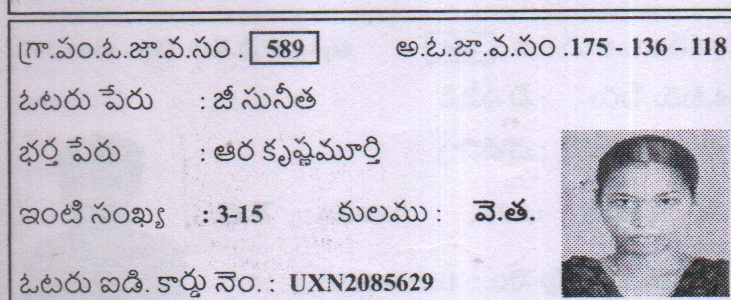 గ్రా.పం.ఓ.జా.వ.సం. 589 అ.ఓ.జా.వ.సం .175 - 136 - 118
ఓటరు పేరు : జీ సునీత
భర్త పేరు : ఆర కృష్ణమూర్తి
ఇంటి సంఖ్య : 3-15 కులము : వె.త.
ఓటరు ఐడి. కార్డు నెం. : UXN2085629